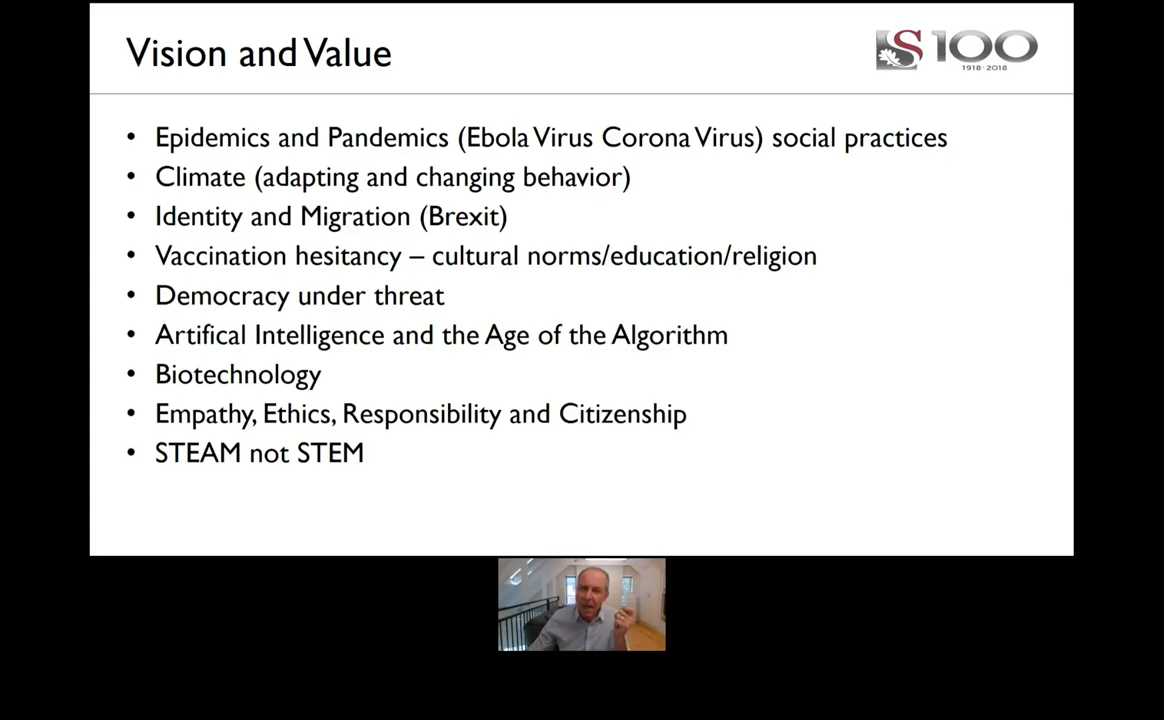 Vision and Value
S100
1918·2018
• Epidemics and Pandemics (Ebola Virus Corona Virus) social practices
• Climate (adapting and changing behavior)
• Identity and Migration (Brexit)
• Vaccination hesitancy – cultural norms/education/religion
• Democracy under threat
• Artifical Intelligence and the Age of the Algorithm
• Biotechnology
• Empathy, Ethics, Responsibility and Citizenship
• STEAM not STEM